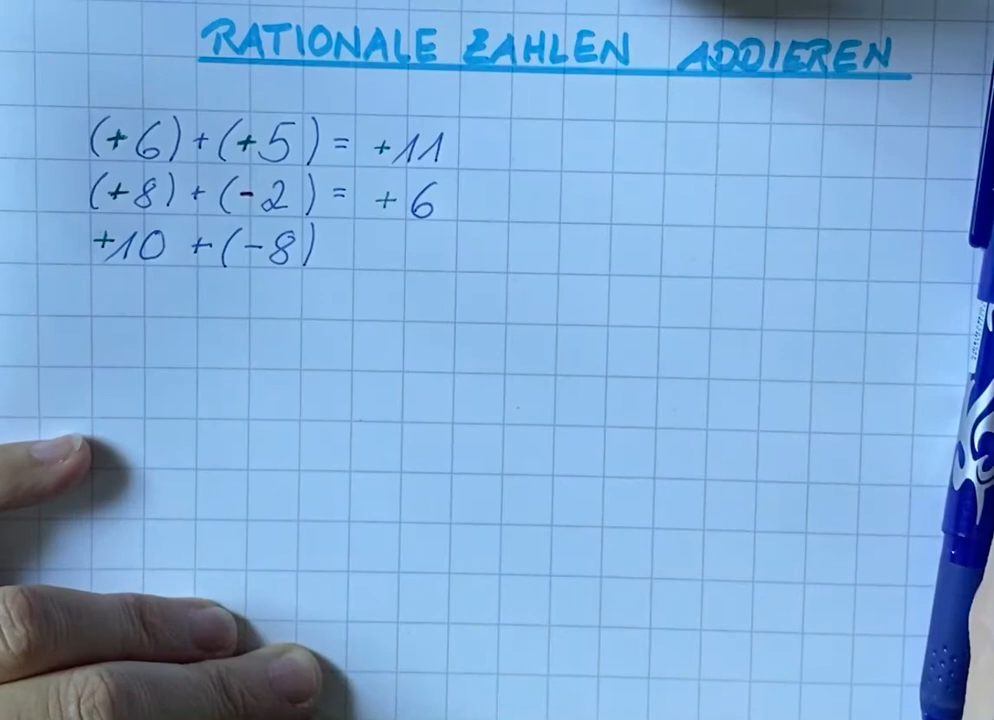 RATIONALE ZAHLEN ADDIEREN
(+6)+(+5)= +11
(+8)+(-2)= +6
+10 +(-8)